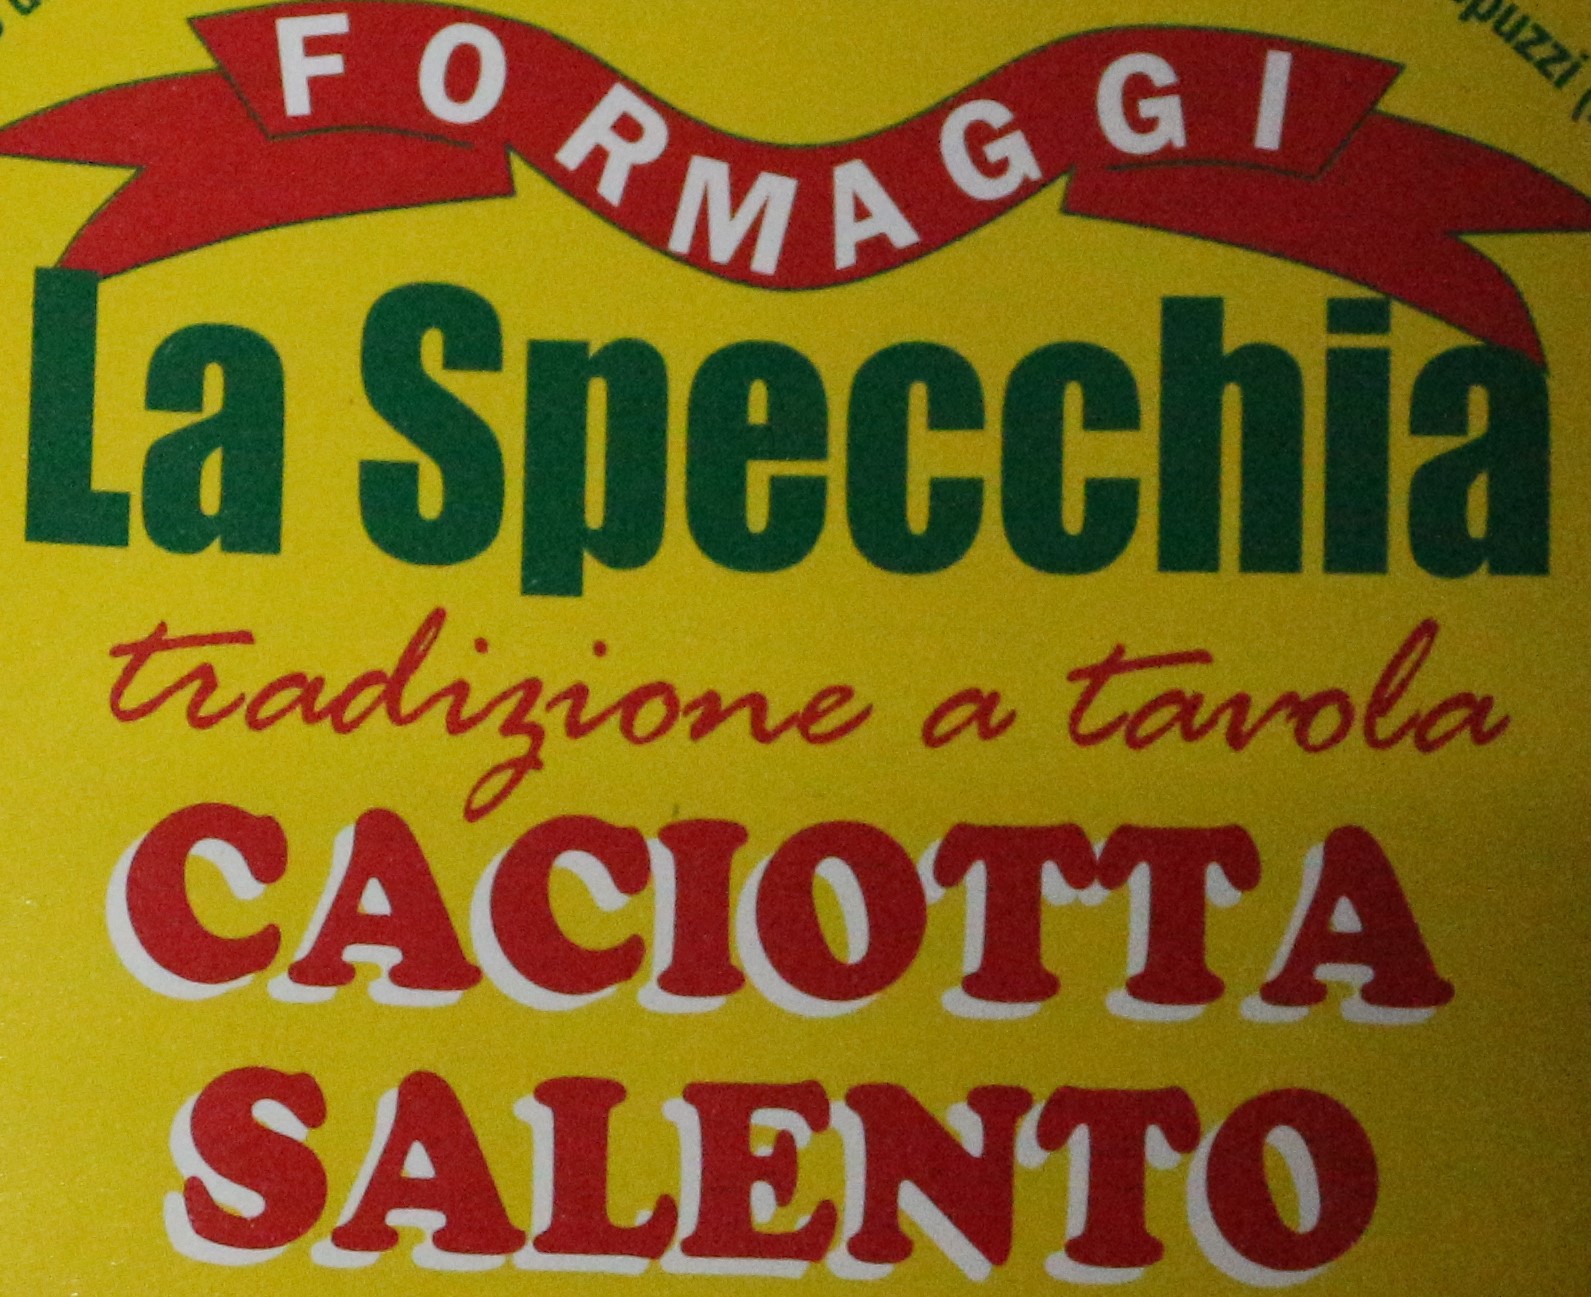 FORMAGGI
La Specchia
tradizione a tavola
CACIOTTA
SALENTO